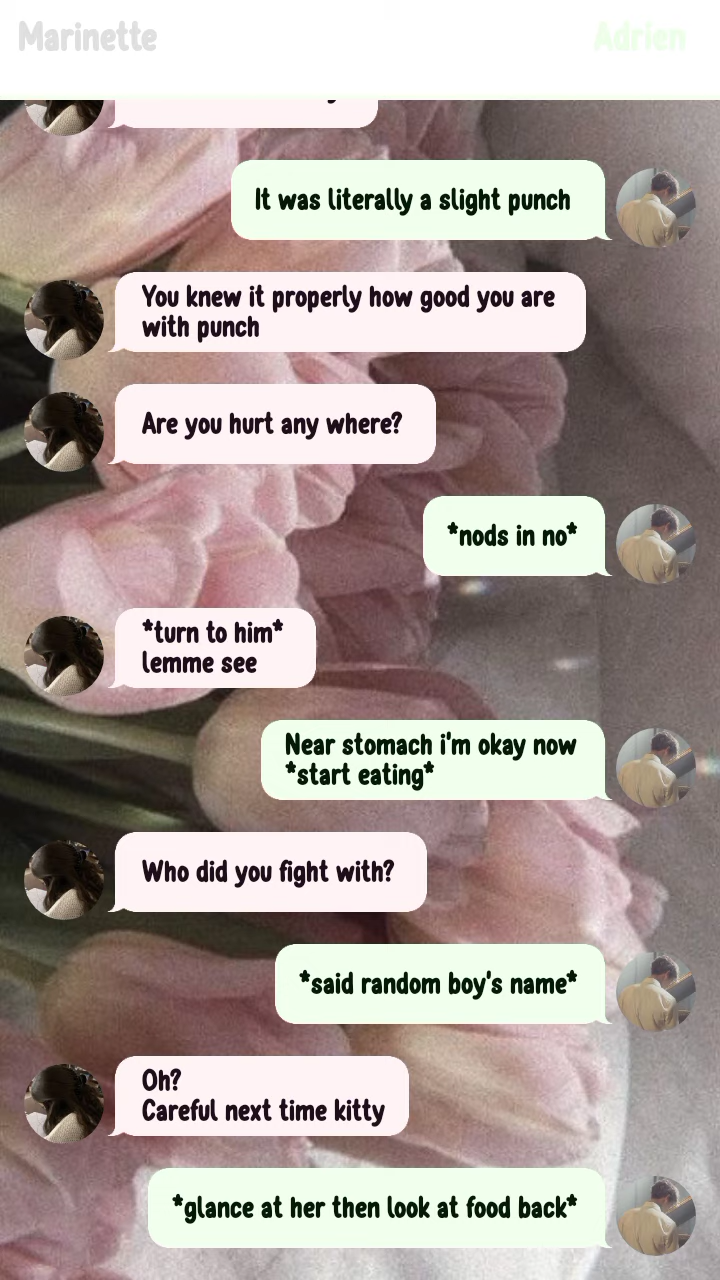 Marinette
Adrien
It was literally a slight punch
You knew it properly how good you are
with punch
Are you hurt any where?
*nods in no*
*turn to him*
lemme see
Near stomach i'm okay now
*start eating*
Who did you fight with?
*said random boy's name*
Oh?
Careful next time kitty
*glance at her then look at food back*